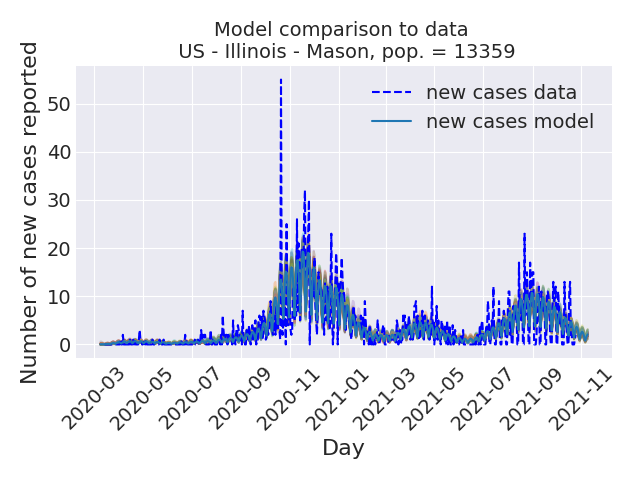 Model comparison to data
US - Illinois - Mason, pop. = 13359
Number of new cases reported
50
40
30
20
10
0
new cases data
new cases model
2020-03
2020-05
2020-07
2020-09
2020-11
2021-01
2021-03
2021-05
2021-07
2021-09
2021-11
Day